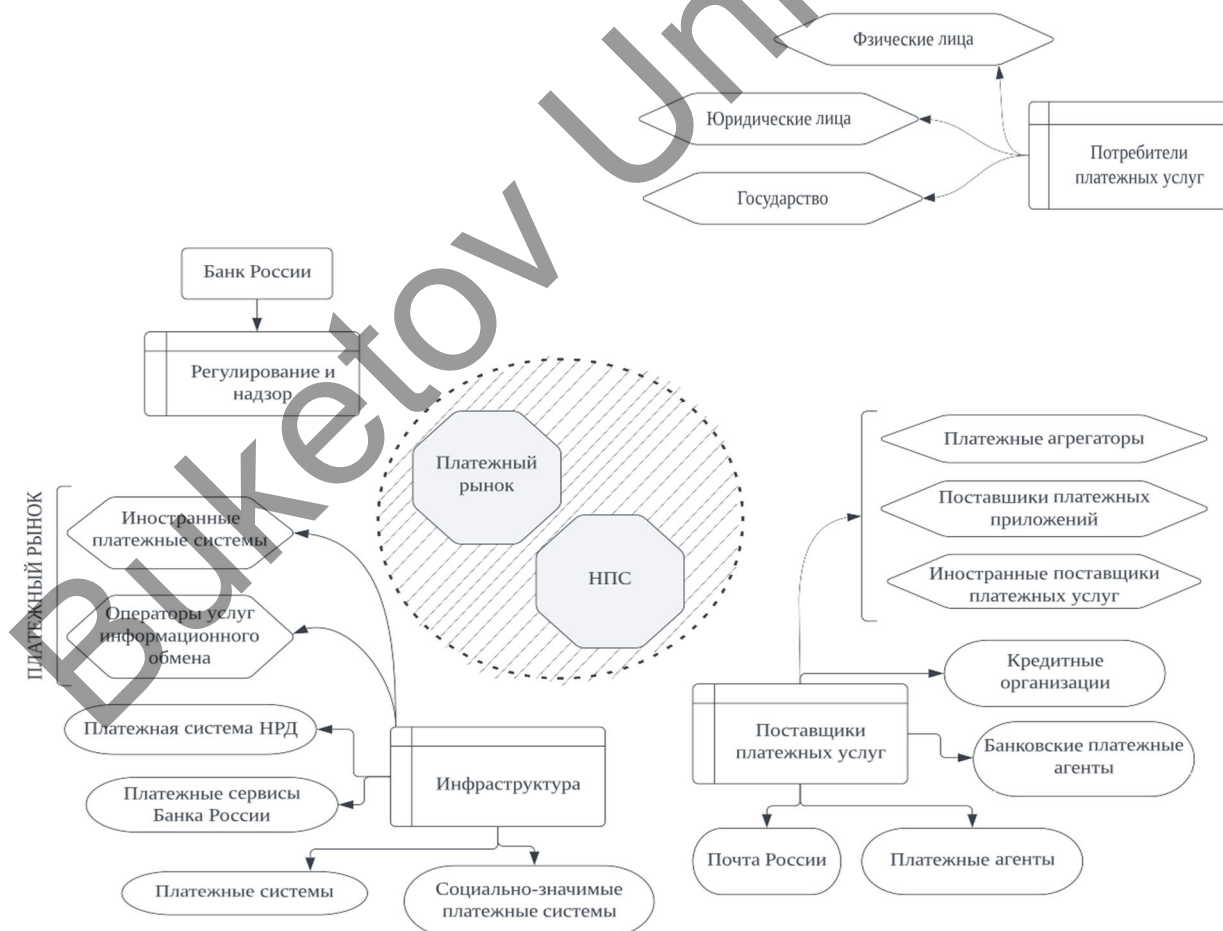 Фзические лица
Юридические лица
Государство
Потребители
платежных услуг
Банк России
Регулирование и
надзор
Платежный
рынок
НПС
ПЛАТЕЖНЫЙ РЫНОК
Иностранные
платежные системы
Операторы услуг
информационного
обмена
Платежная система НРД
Платежные сервисы
Банка России
Инфраструктура
Платежные системы
Социально-значимые
платежные системы
Платежные агрегаторы
Поставшики платежных
приложений
Иностранные поставщики
платежных услуг
Кредитные
организации
Поставщики
платежных услуг
Банковские платежные
агенты
Почта России
Платежные агенты
Buketov Uni